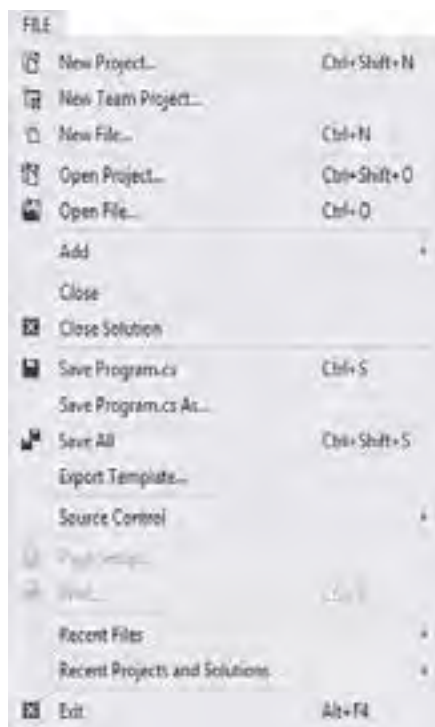 FILE
New Project... Ctrl+Shift+N
New Team Project...
New File... Ctrl+N
Open Project... Ctrl+Shift+O
Open File... Ctrl+O
Add
Close
Close Solution
Save Program.cs Ctrl+S
Save Program.cs As...
Save All Ctrl+Shift+S
Export Template...
Source Control
Recent Files
Recent Projects and Solutions
Exit Alt+F4